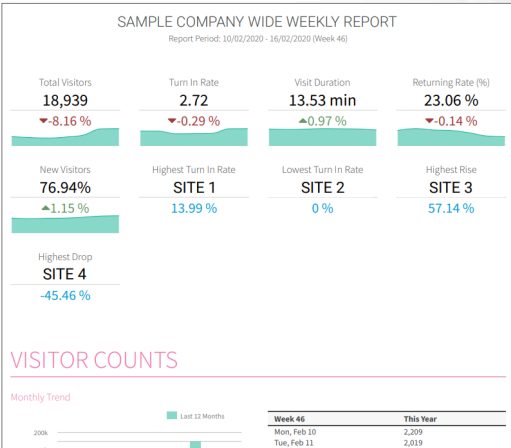 SAMPLE COMPANY WIDE WEEKLY REPORT
Report Period: 10/02/2020 - 16/02/2020 (Week 46)
Total Visitors Turn In Rate Visit Duration Returning Rate (%)
18,939 2.72 13.53 min 23.06 %
-8.16 % -0.29 % 0.97 % -0.14 %
New Visitors Highest Turn In Rate Lowest Turn In Rate Highest Rise
76.94% SITE 1 SITE 2 SITE 3
1.15 % 13.99 % 0 % 57.14 %
Highest Drop
SITE 4
-45.46 %
VISITOR COUNTS
Monthly Trend
Last 12 Months Week 46 This Year
200k Mon, Feb 10 2,209
Tue, Feb 11 2,019